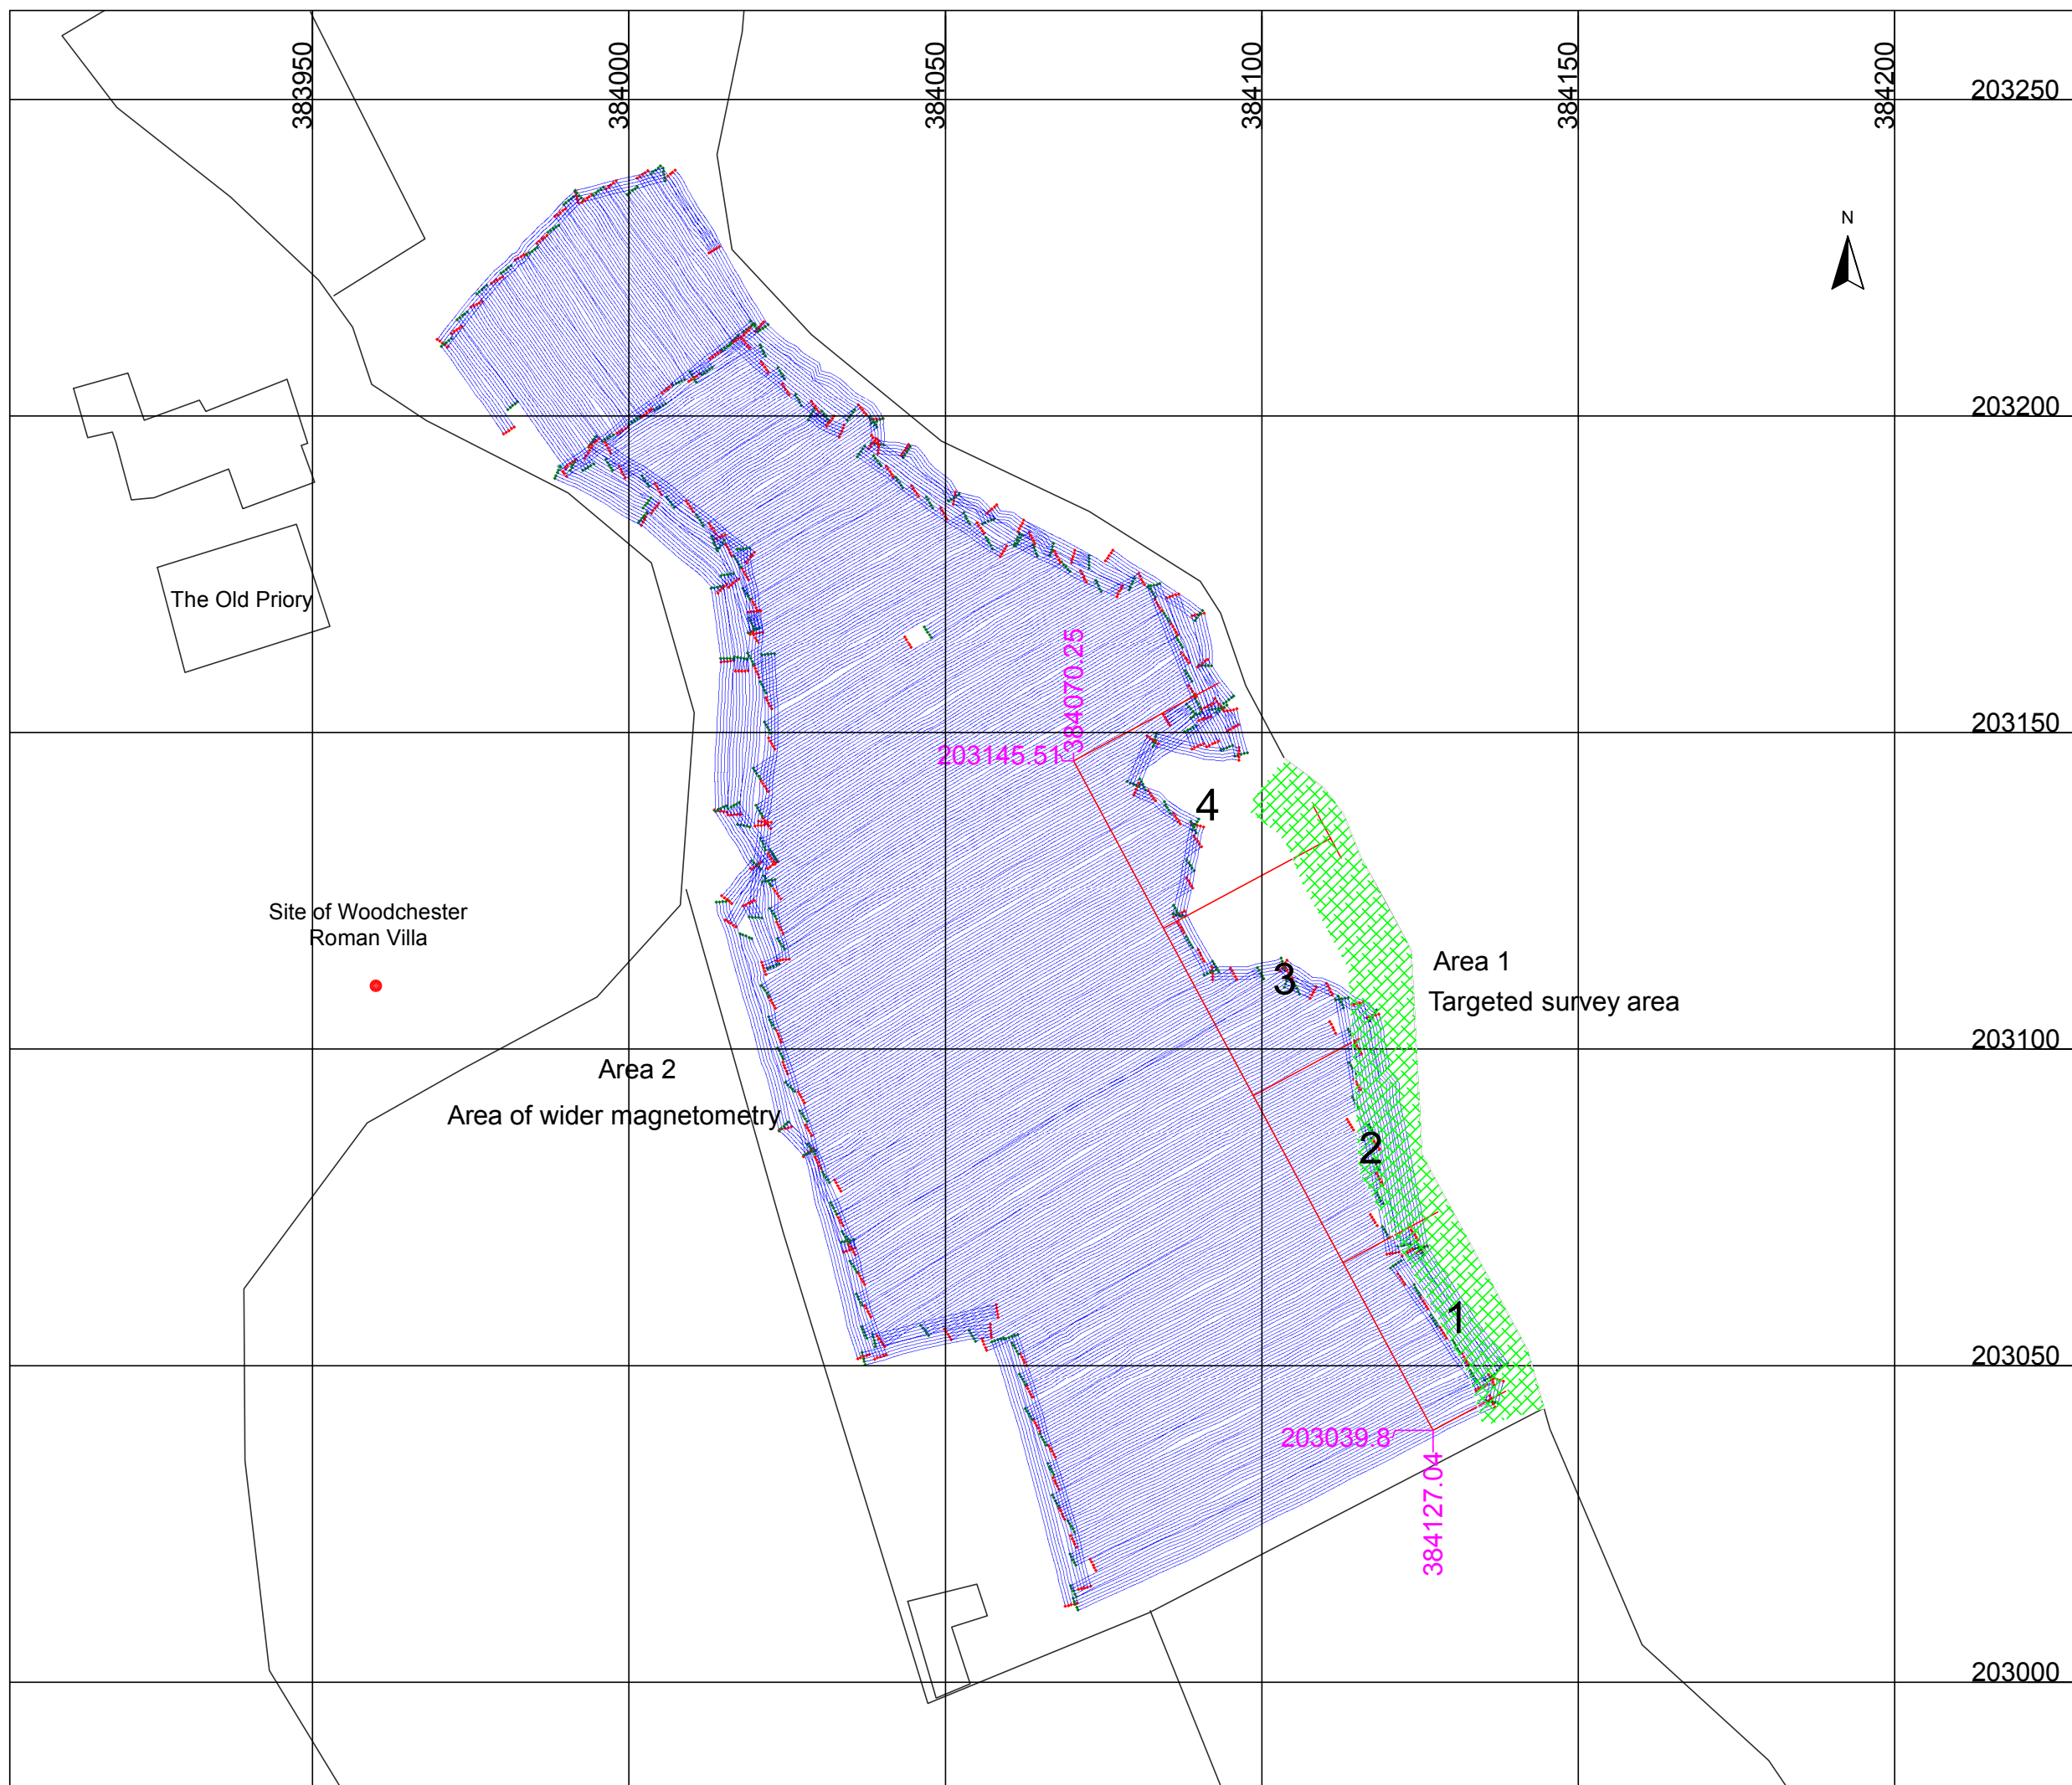 383950
384000
384050
384100
384150
384200
203250
N
203200
The Old Priory
384070.25
203150
203145.51
4
Site of Woodchester
Roman Villa
Area 1
3
Targeted survey area
203100
Area 2
Area of wider magnetometry
2
1
203050
203039.8
384127.04
203000